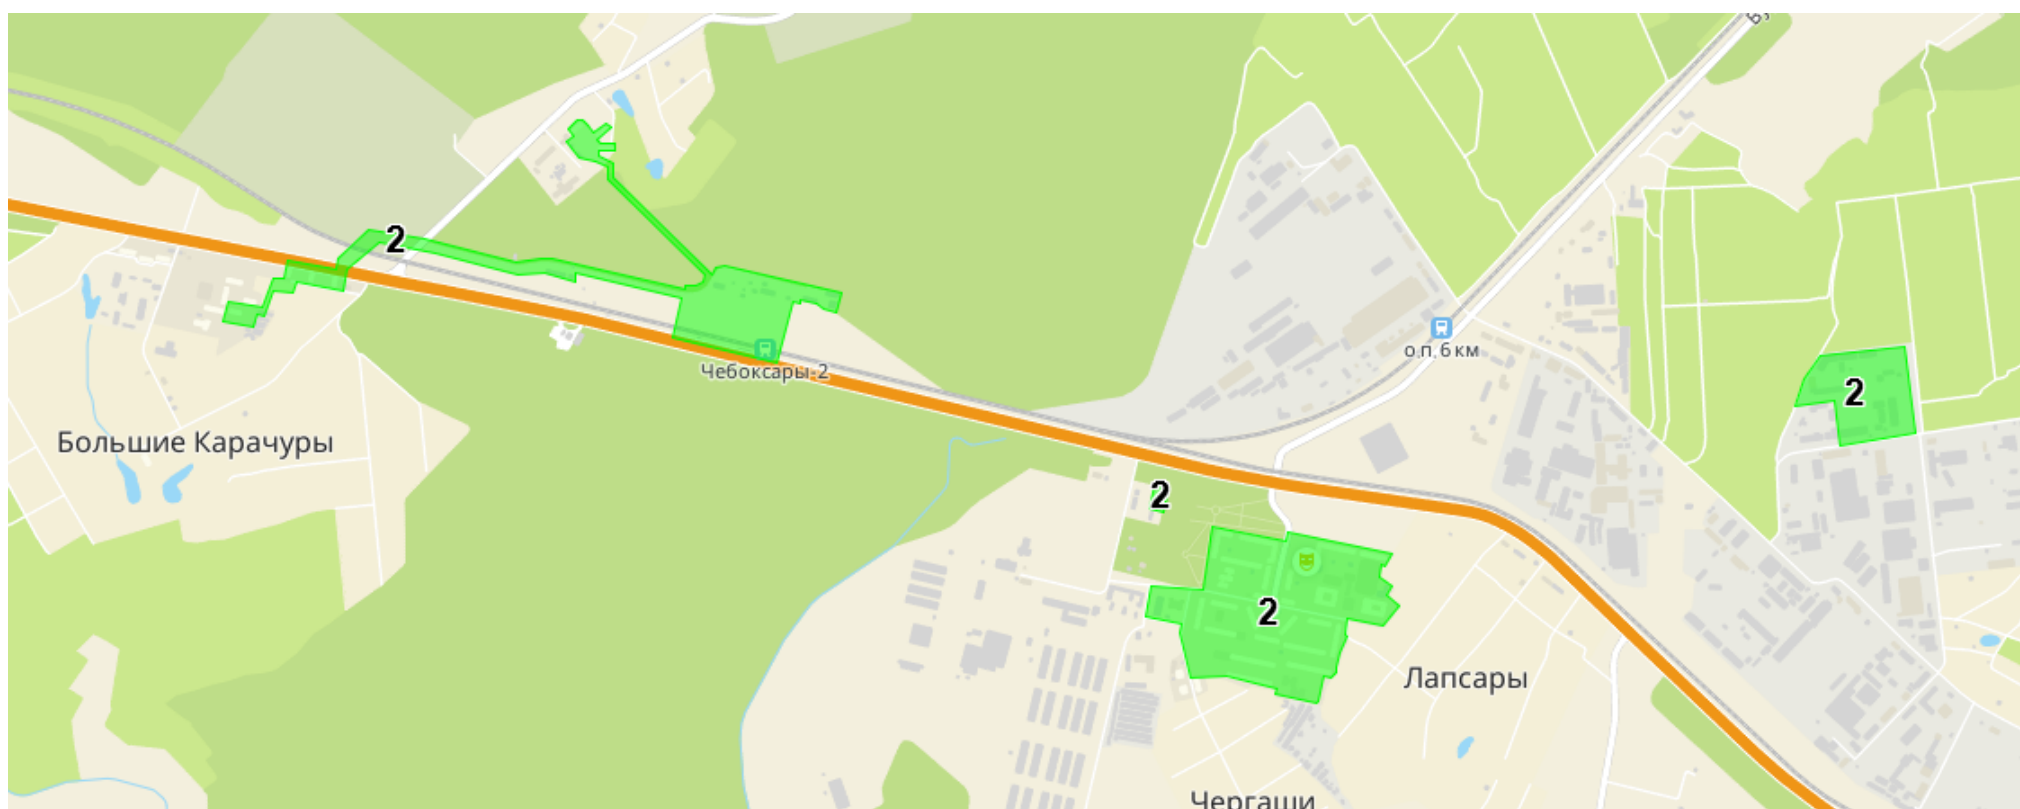 2
Чебоксары-2
о.п. 6 км
2
Большие Карачуры
2
2
Лапсары
Чергаши